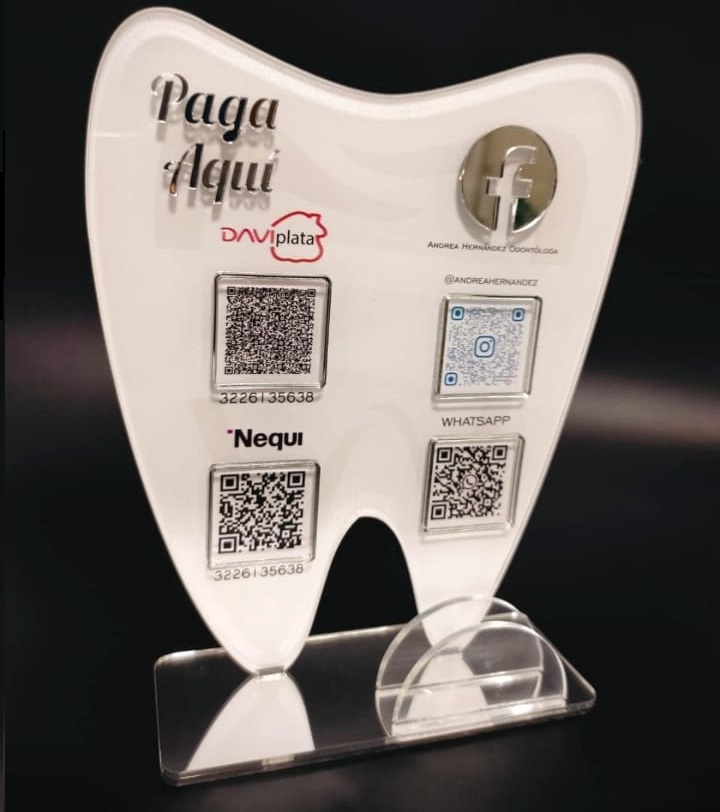 Paga
Aquí
DAVIplata
3226135638
Nequi
3226135638
f
ANDREA HERNÁNDEZ ODONTÓLOGA
@ANDREAHERNANDEZ
WHATSAPP